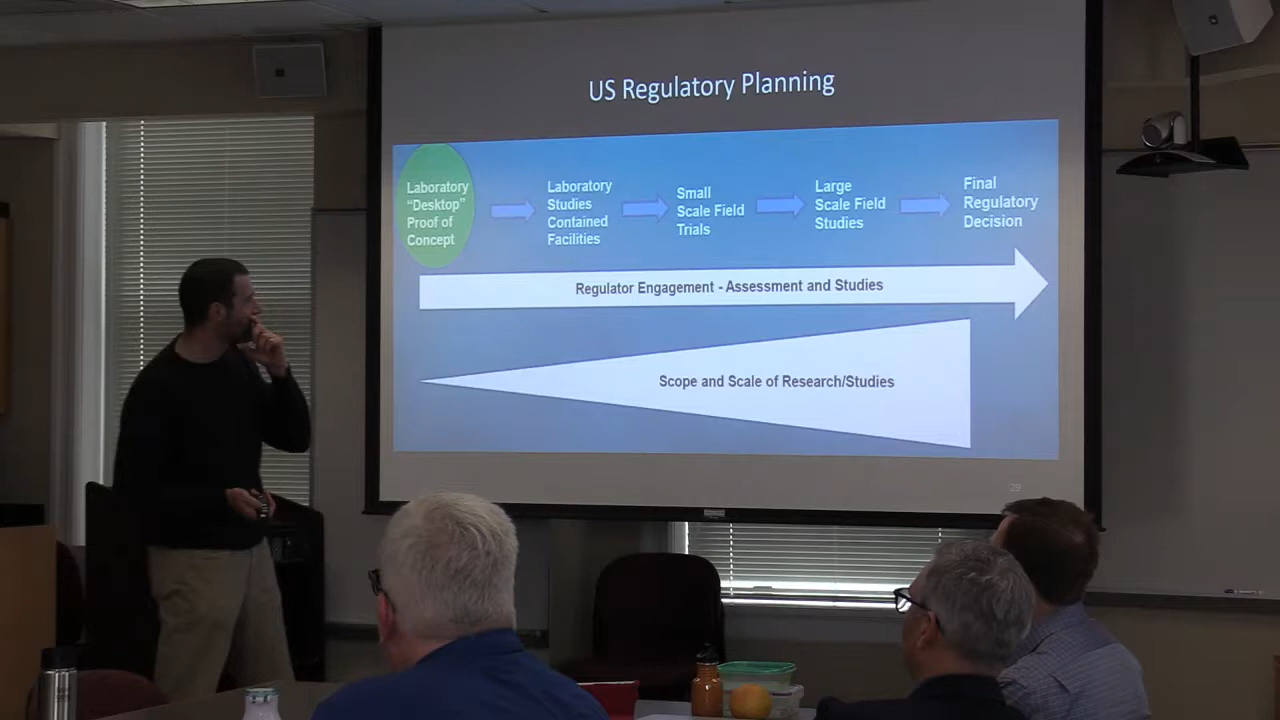 US Regulatory Planning
Laboratory
"Desktop"
Proof of
Concept
Laboratory
Studies
Contained
Facilities
Small
Scale Field
Trials
Large
Scale Field
Studies
Final
Regulatory
Decision
Regulator Engagement - Assessment and Studies
Scope and Scale of Research/Studies
29